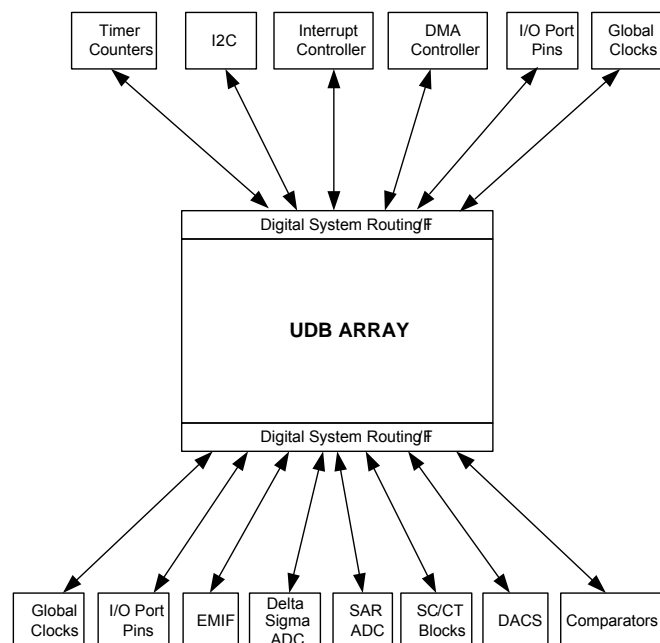 Timer
Counters
I2C
Interrupt
Controller
DMA
Controller
I/O Port
Pins
Global
Clocks
Digital System Routing I/F
UDB ARRAY
Digital System Routing I/F
Global
Clocks
I/O Port
Pins
EMIF
Delta
Sigma
ADC
SAR
ADC
SC/CT
Blocks
DACS
Comparators